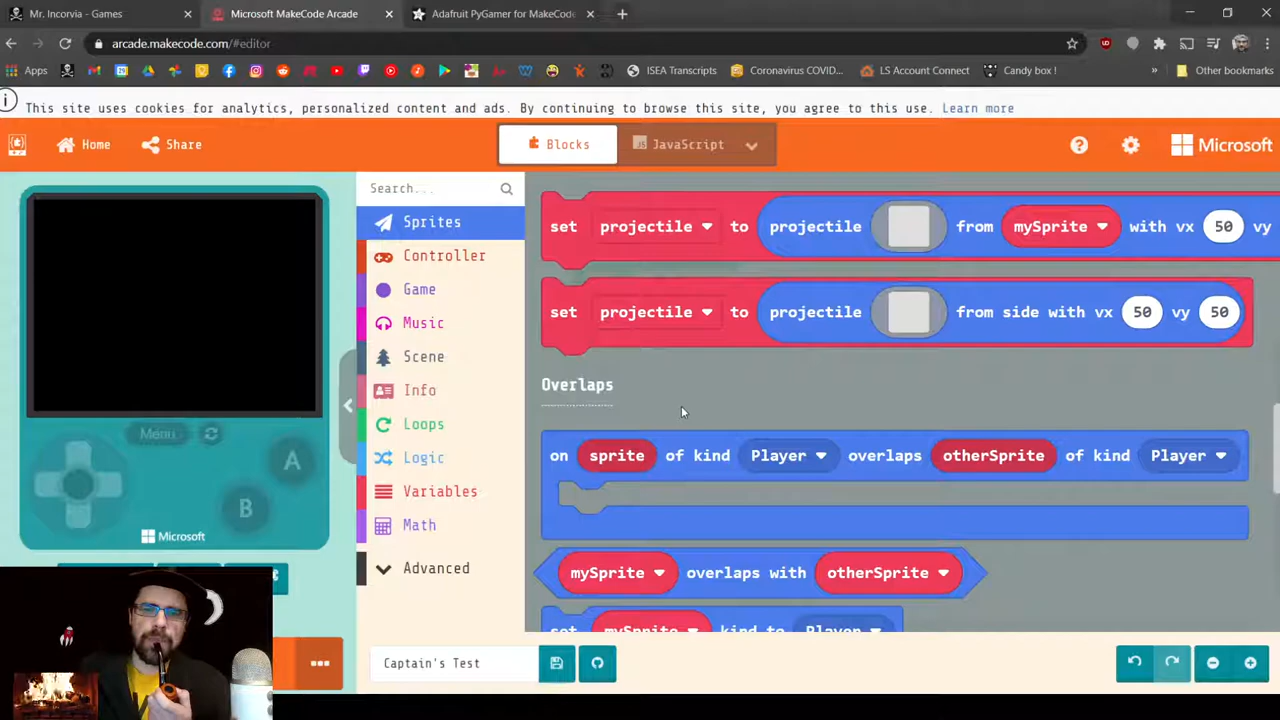 Mr. Incorvia - Games
Microsoft MakeCode Arcade
Adafruit PyGamer for MakeCode
arcade.makecode.com/#editor
Apps
ISEA Transcripts
Coronavirus COVID...
LS Account Connect
Candy box !
Other bookmarks
This site uses cookies for analytics, personalized content and ads. By continuing to browse this site, you agree to this use. Learn more
Home
Share
Blocks
JavaScript
Microsoft
Search...
Sprites
Controller
Game
Music
Scene
Info
Loops
Logic
Variables
Math
Advanced
set projectile to projectile from mySprite with vx 50 vy
set projectile to projectile from side with vx 50 vy 50
Overlaps
on sprite of kind Player overlaps otherSprite of kind Player
mySprite overlaps with otherSprite
set mySprite kind to Player
Menu
A
B
Microsoft
Captain's Test